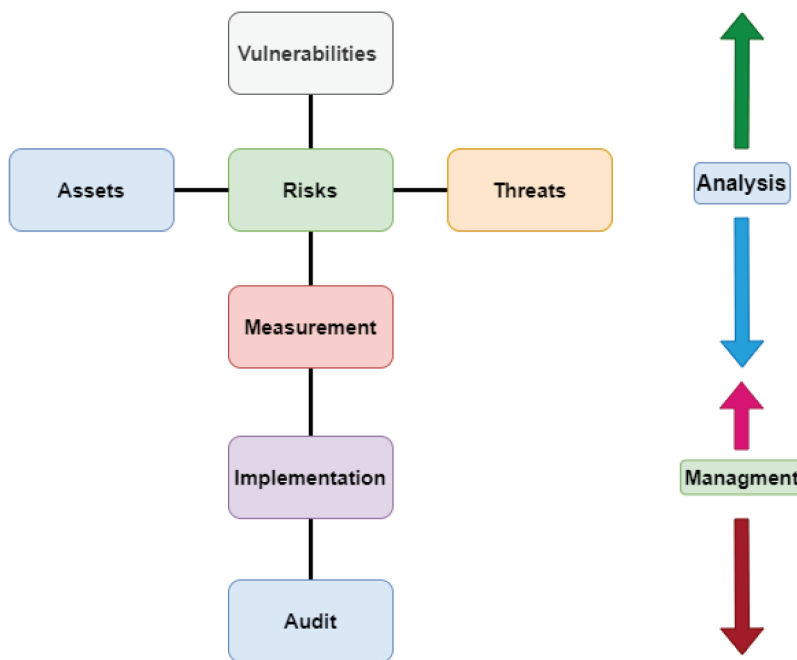 Vulnerabilities
Assets
Risks
Threats
Analysis
Measurement
Implementation
Managment
Audit